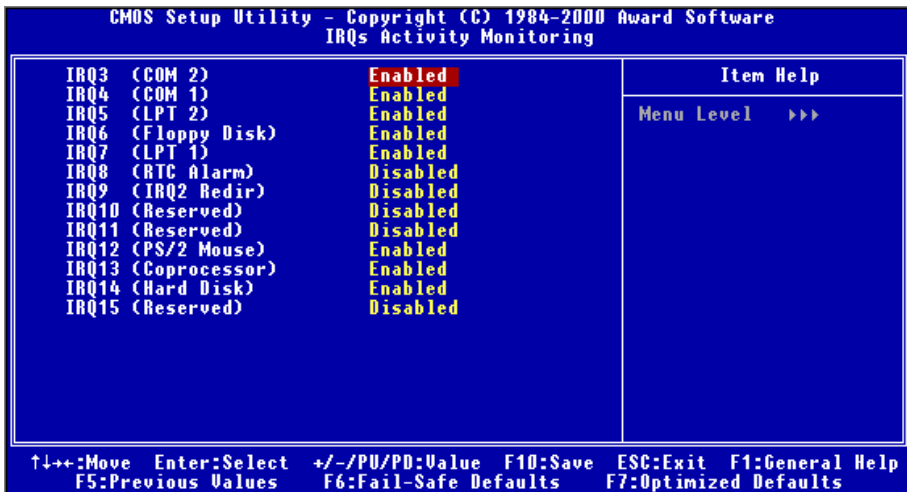 CMOS Setup Utility - Copyright (C) 1984-2000 Award Software
IRQs Activity Monitoring
IRQ3 (COM 2) Enabled
IRQ4 (COM 1) Enabled
IRQ5 (LPT 2) Enabled
IRQ6 (Floppy Disk) Enabled
IRQ7 (LPT 1) Enabled
IRQ8 (RTC Alarm) Disabled
IRQ9 (IRQ2 Redir) Disabled
IRQ10 (Reserved) Disabled
IRQ11 (Reserved) Disabled
IRQ12 (PS/2 Mouse) Enabled
IRQ13 (Coprocessor) Enabled
IRQ14 (Hard Disk) Enabled
IRQ15 (Reserved) Disabled
Item Help
Menu Level ▸▸▸
↑↓→←:Move Enter:Select +/-/PU/PD:Value F10:Save ESC:Exit F1:General Help
F5:Previous Values F6:Fail-Safe Defaults F7:Optimized Defaults